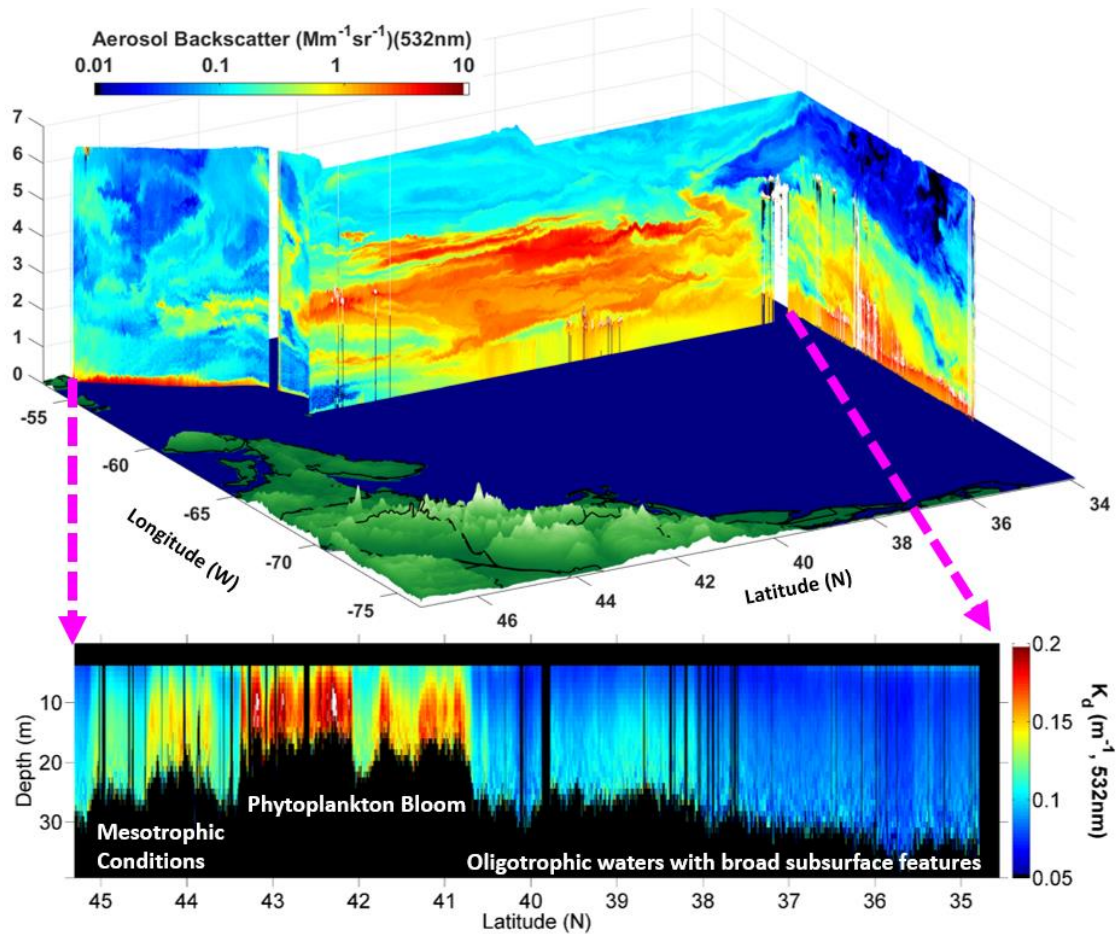 Aerosol Backscatter (Mm⁻¹sr⁻¹)(532nm)
0.01 0.1 1 10
7
6
5
4
3
2
1
0
-55
-60
-65
-70
-75
Longitude (W)
46 44 42 40 38 36 34
Latitude (N)
0.2
0.15
0.1
0.05
K_d (m⁻¹, 532nm)
10
20
30
Depth (m)
Phytoplankton Bloom
Mesotrophic
Conditions
Oligotrophic waters with broad subsurface features
45 44 43 42 41 40 39 38 37 36 35
Latitude (N)